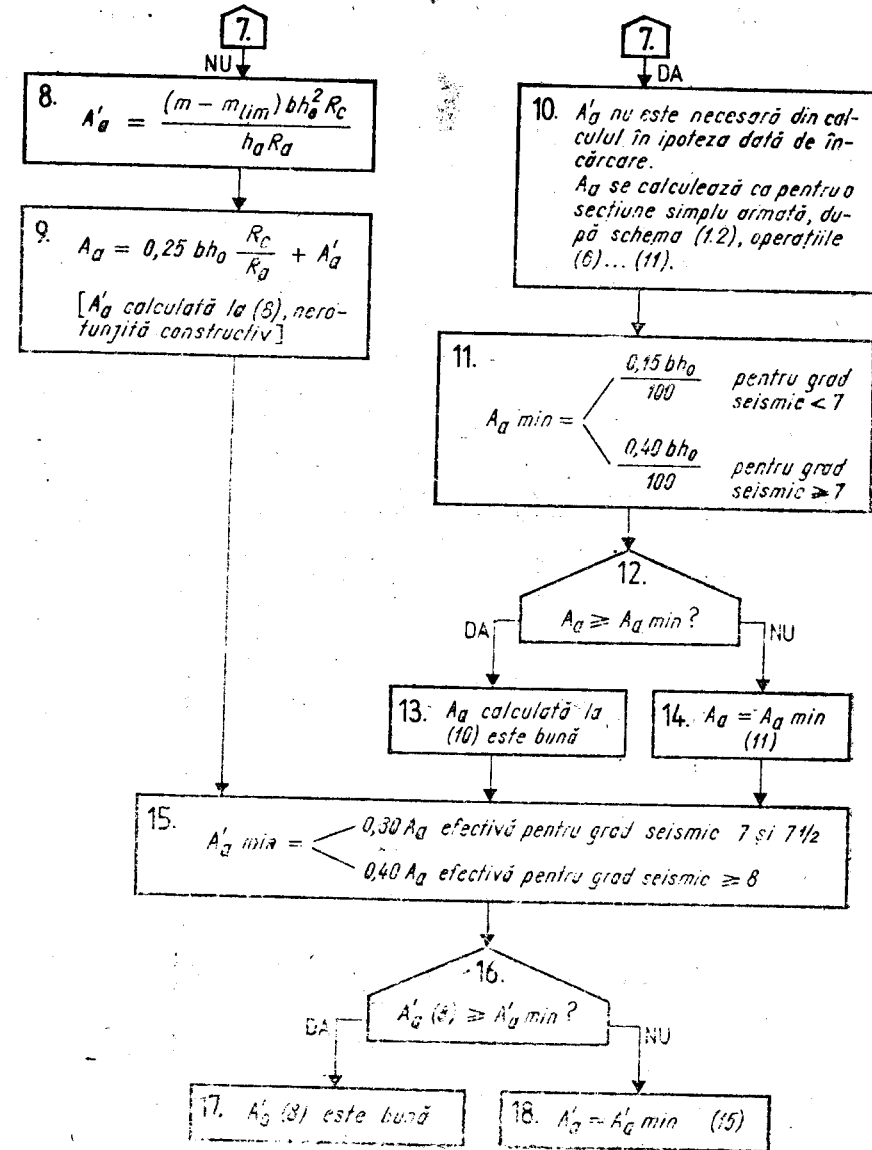 7.
NU
8. A'a = (m − mlim) bh₀² Rc / ha Ra
9. Aa = 0,25 bh₀ Rc / Ra + A'a
[A'a calculată la (8), nero-
tunjită constructiv]
7.
DA
10. A'a nu este necesară din cal-
culul în ipoteza dată de în-
cărcare.
Aa se calculează ca pentru o
secțiune simplu armată, du-
pă schema (1.2), operațiile
(6)... (11).
11. Aa min =
0,15 bh₀ / 100 pentru grad
seismic < 7
0,40 bh₀ / 100 pentru grad
seismic ⩾ 7
12.
Aa ⩾ Aa min ?
DA
NU
13. Aa calculată la
(10) este bună
14. Aa = Aa min
(11)
15. A'a min =
0,30 Aa efectivă pentru grad seismic 7 și 7 1/2
0,40 Aa efectivă pentru grad seismic ⩾ 8
16.
A'a (8) ⩾ A'a min ?
DA
NU
17. A'a (8) este bună
18. A'a = A'a min (15)